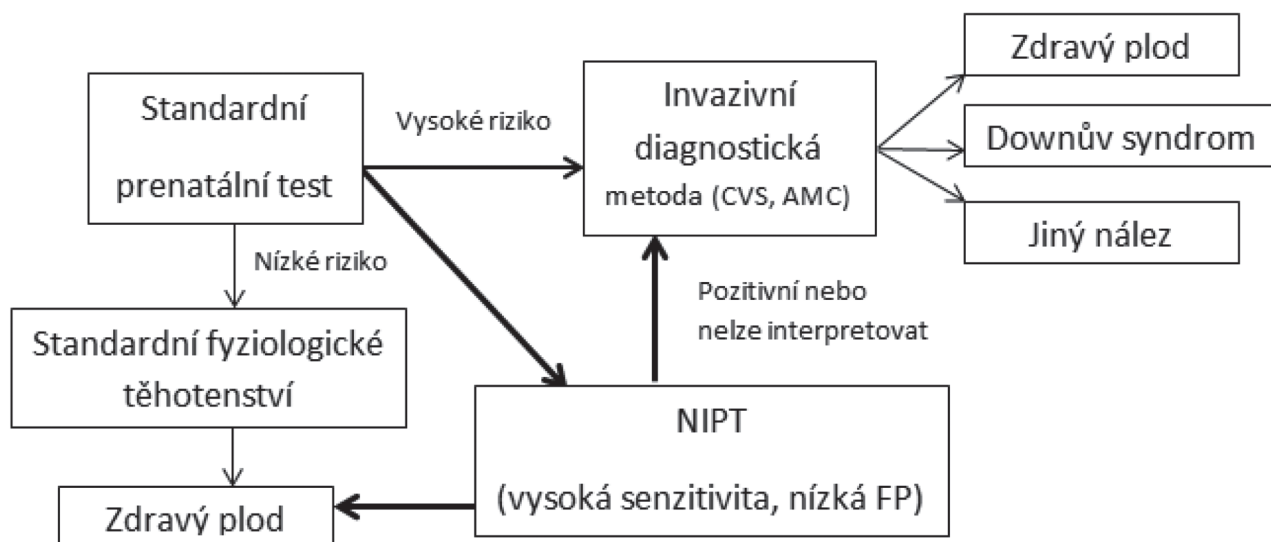 Standardní
prenatální test
Vysoké riziko
Invazivní
diagnostická
metoda (CVS, AMC)
Zdravý plod
Downův syndrom
Jiný nález
Nízké riziko
Standardní fyziologické
těhotenství
Pozitivní nebo
nelze interpretovat
NIPT
(vysoká senzitivita, nízká FP)
Zdravý plod